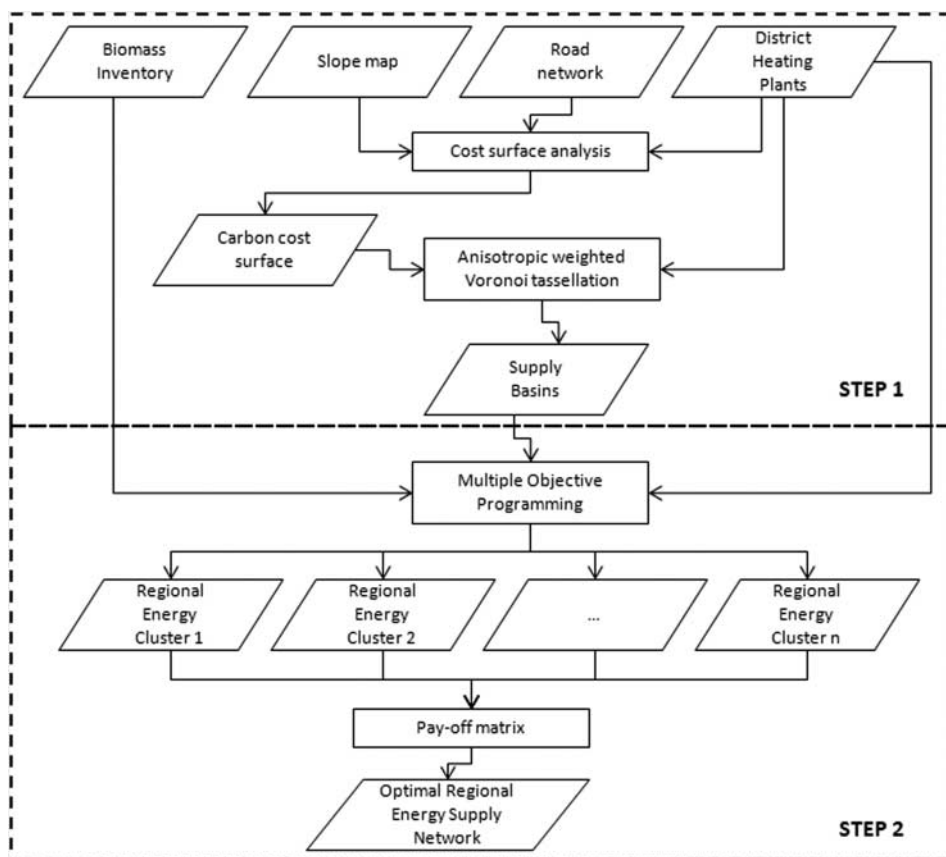 Biomass
Inventory
Slope map
Road
network
District
Heating
Plants
Cost surface analysis
Carbon cost
surface
Anisotropic weighted
Voronoi tassellation
Supply
Basins
STEP 1
Multiple Objective
Programming
Regional
Energy
Cluster 1
Regional
Energy
Cluster 2
...
Regional
Energy
Cluster n
Pay-off matrix
Optimal Regional
Energy Supply
Network
STEP 2